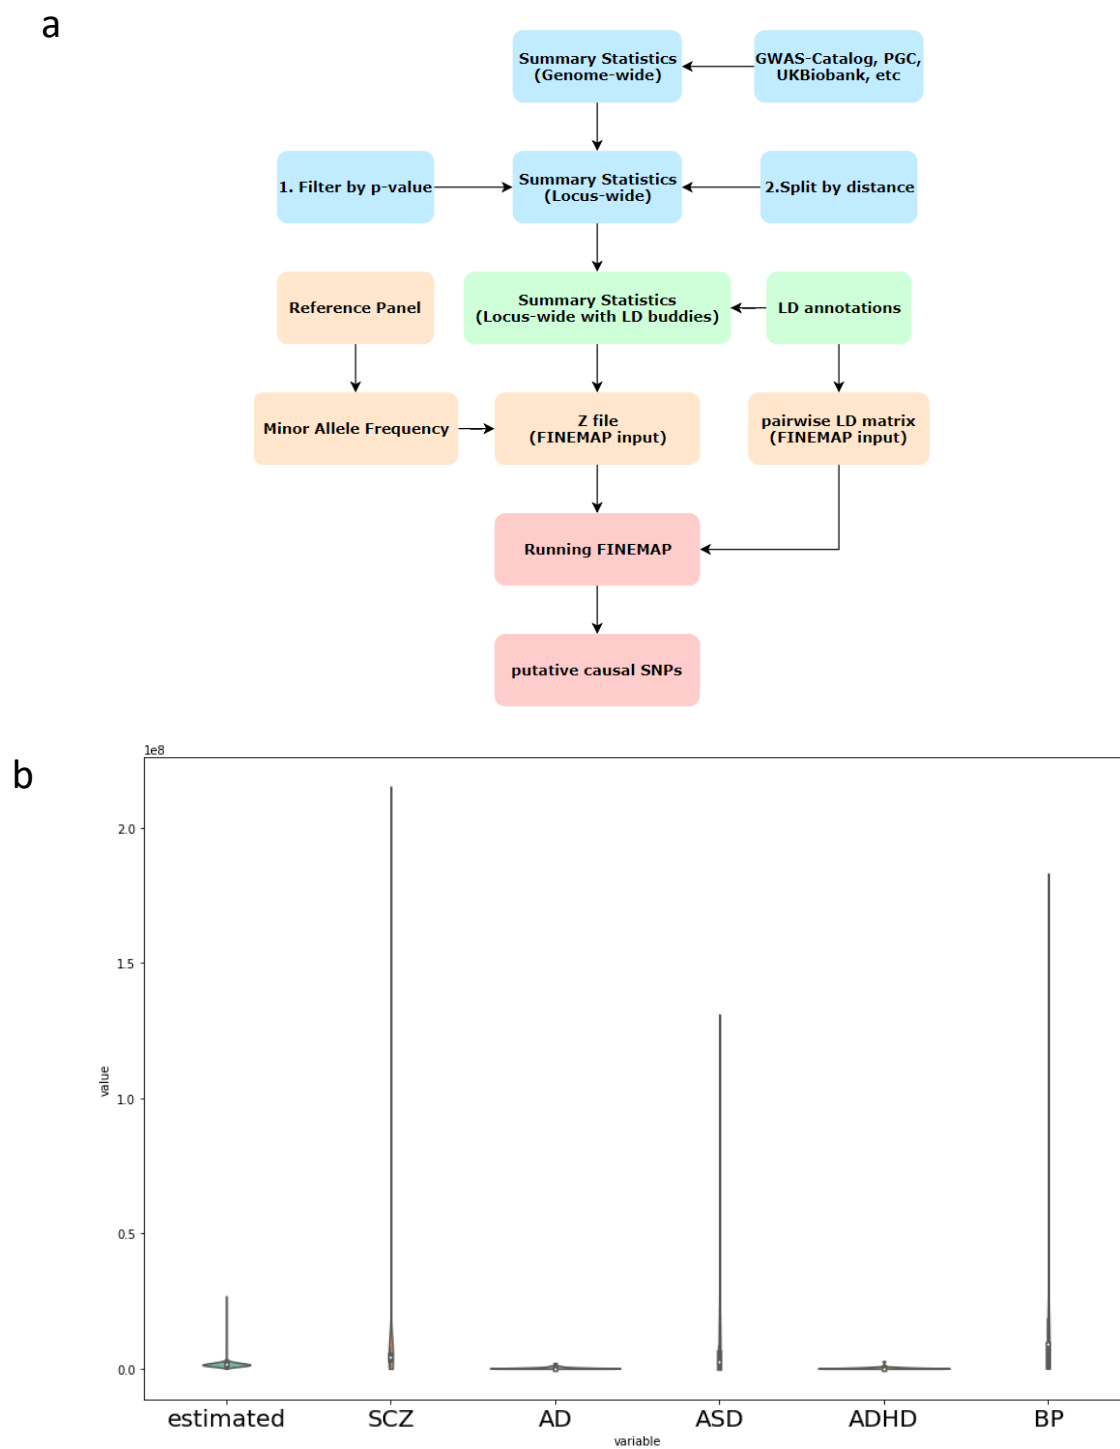 a
Summary Statistics
(Genome-wide)
GWAS-Catalog, PGC,
UKBiobank, etc
1. Filter by p-value
Summary Statistics
(Locus-wide)
2.Split by distance
Reference Panel
Summary Statistics
(Locus-wide with LD buddies)
LD annotations
Minor Allele Frequency
Z file
(FINEMAP input)
pairwise LD matrix
(FINEMAP input)
Running FINEMAP
putative causal SNPs
b
1e8
2.0
1.5
1.0
0.5
0.0
value
estimated SCZ AD ASD ADHD BP
variable